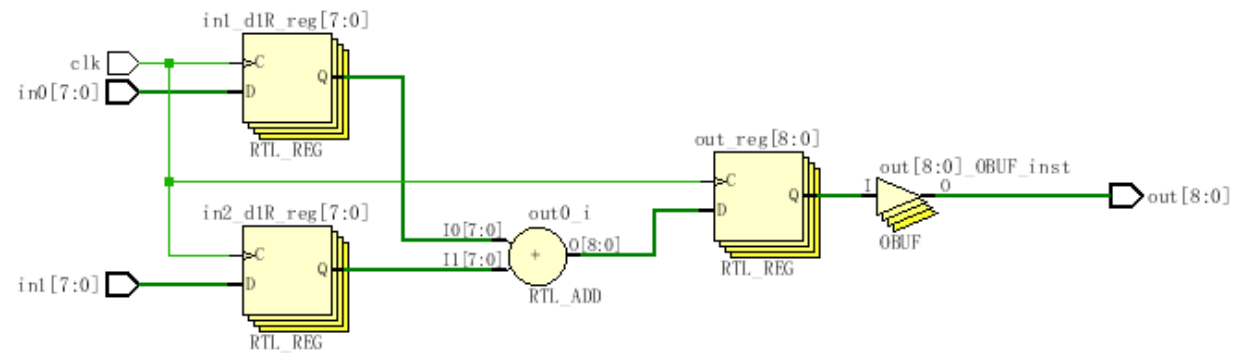 in1_d1R_reg[7:0]
clk
C
Q
in0[7:0]
D
RTL_REG
out_reg[8:0]
out[8:0]_OBUF_inst
C
I
O
Q
out[8:0]
D
in2_d1R_reg[7:0]
out0_i
I0[7:0]
O[8:0]
OBUF
C
+
I1[7:0]
Q
RTL_REG
in1[7:0]
D
RTL_ADD
RTL_REG